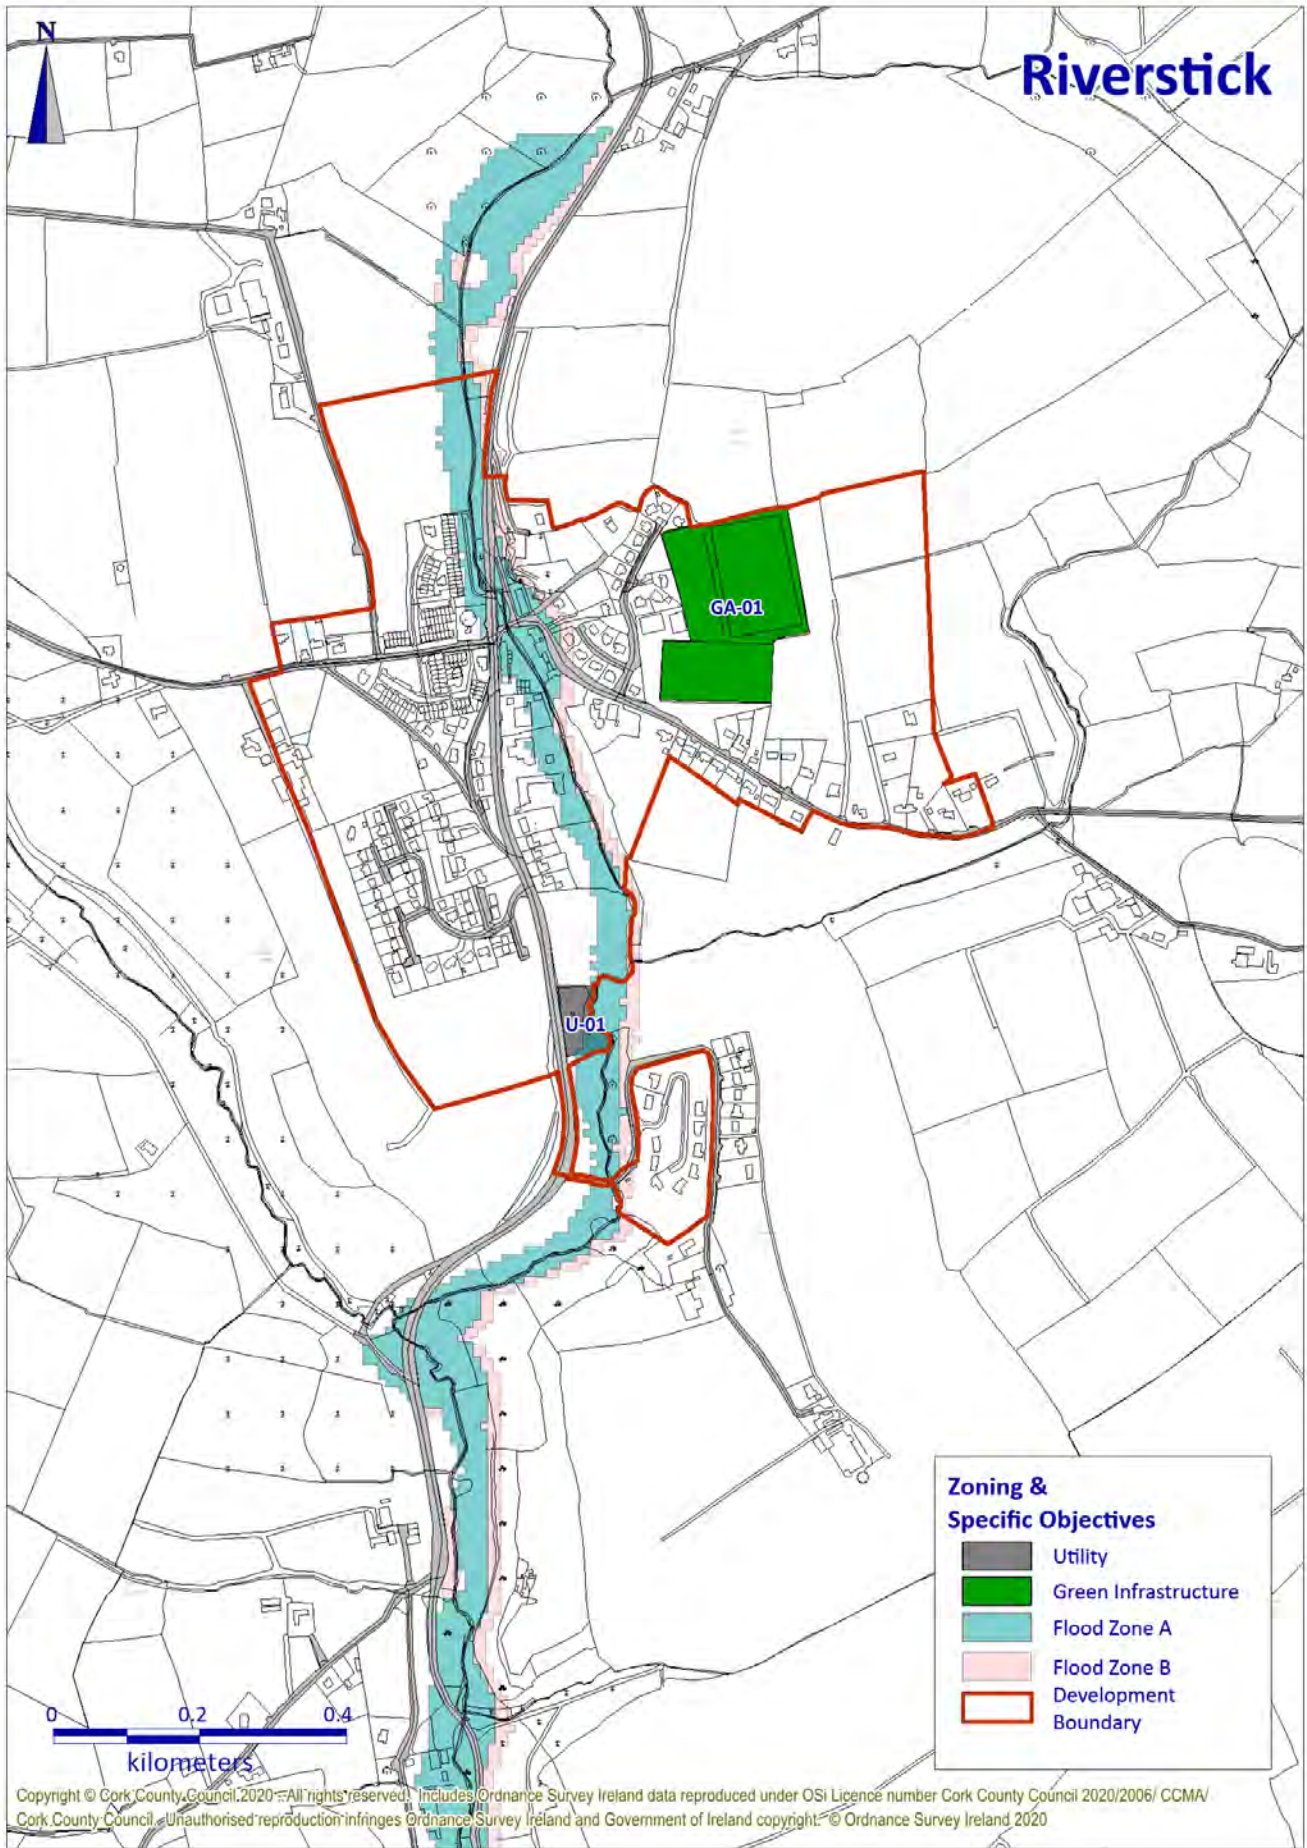 N
Riverstick
GA-01
U-01
Zoning &
Specific Objectives
Utility
Green Infrastructure
Flood Zone A
Flood Zone B
Development
Boundary
0 0.2 0.4
kilometers
Copyright © Cork County Council 2020 - All rights reserved. Includes Ordnance Survey Ireland data reproduced under OSi Licence number Cork County Council 2020/2006/ CCMA/
Cork County Council. Unauthorised reproduction infringes Ordnance Survey Ireland and Government of Ireland copyright. © Ordnance Survey Ireland 2020